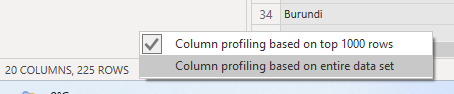 34 Burundi
Column profiling based on top 1000 rows
20 COLUMNS, 225 ROWS
Column profiling based on entire data set